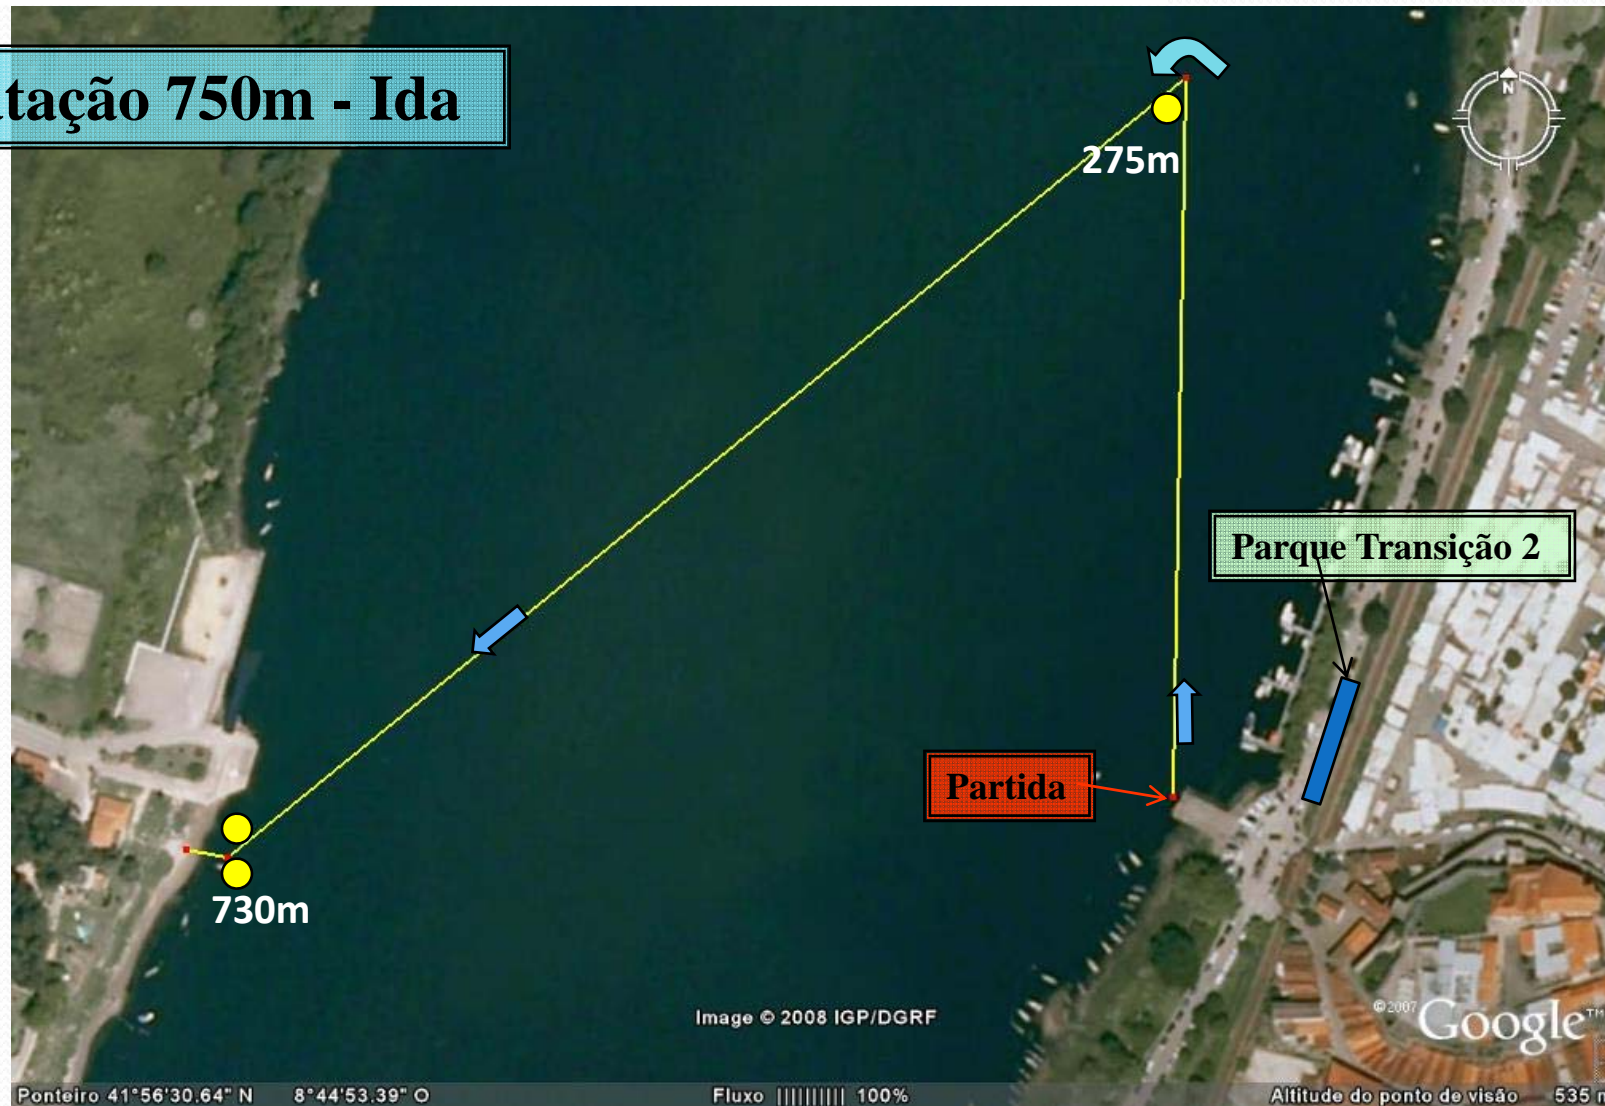 tação 750m - Ida
N
275m
Parque Transição 2
Partida
730m
Image © 2008 IGP/DGRF
©2007 Google™
Ponteiro 41°56'30.64" N 8°44'53.39" O Fluxo |||||||||| 100% Altitude do ponto de visão 535 m